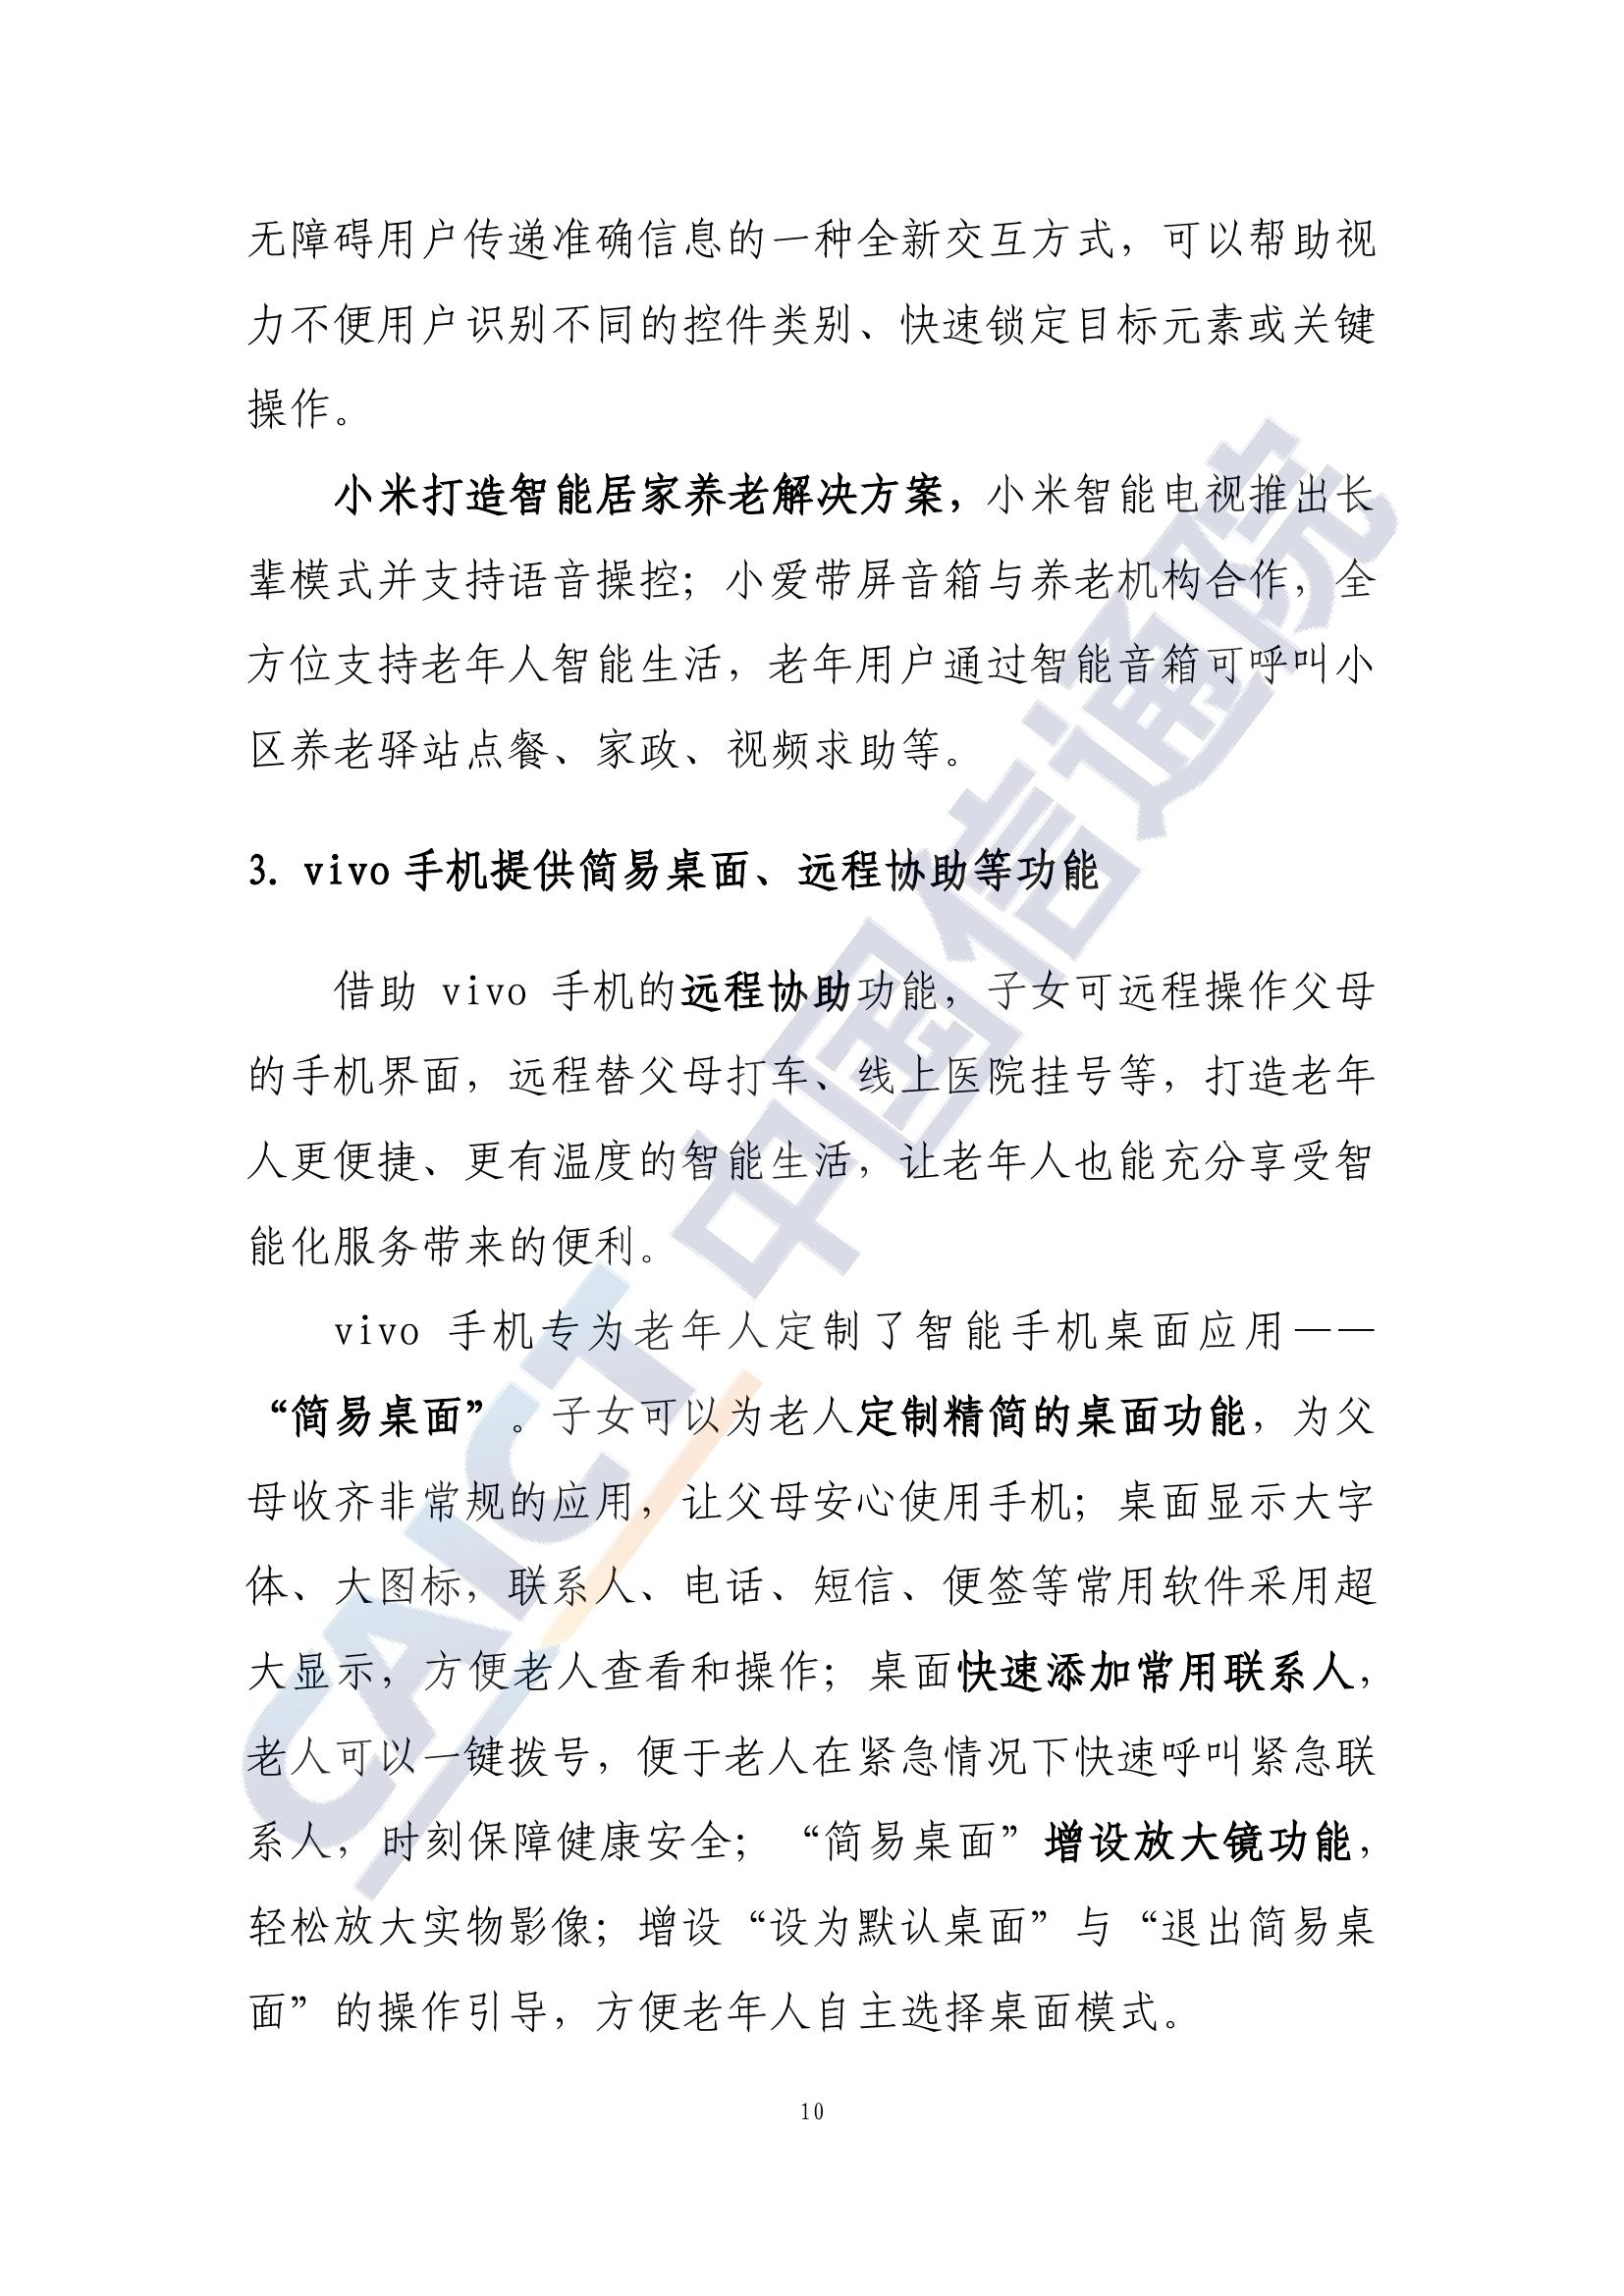 无障碍用户传递准确信息的一种全新交互方式，可以帮助视
力不便用户识别不同的控件类别、快速锁定目标元素或关键
操作。
小米打造智能居家养老解决方案，小米智能电视推出长
辈模式并支持语音操控；小爱带屏音箱与养老机构合作，全
方位支持老年人智能生活，老年用户通过智能音箱可呼叫小
区养老驿站点餐、家政、视频求助等。
3. vivo 手机提供简易桌面、远程协助等功能
借助 vivo 手机的远程协助功能，子女可远程操作父母
的手机界面，远程替父母打车、线上医院挂号等，打造老年
人更便捷、更有温度的智能生活，让老年人也能充分享受智
能化服务带来的便利。
vivo 手机专为老年人定制了智能手机桌面应用——
“简易桌面”。子女可以为老人定制精简的桌面功能，为父
母收齐非常规的应用，让父母安心使用手机；桌面显示大字
体、大图标，联系人、电话、短信、便签等常用软件采用超
大显示，方便老人查看和操作；桌面快速添加常用联系人，
老人可以一键拨号，便于老人在紧急情况下快速呼叫紧急联
系人，时刻保障健康安全；“简易桌面”增设放大镜功能，
轻松放大实物影像；增设“设为默认桌面”与“退出简易桌
面”的操作引导，方便老年人自主选择桌面模式。
10
CAICT 中国信通院